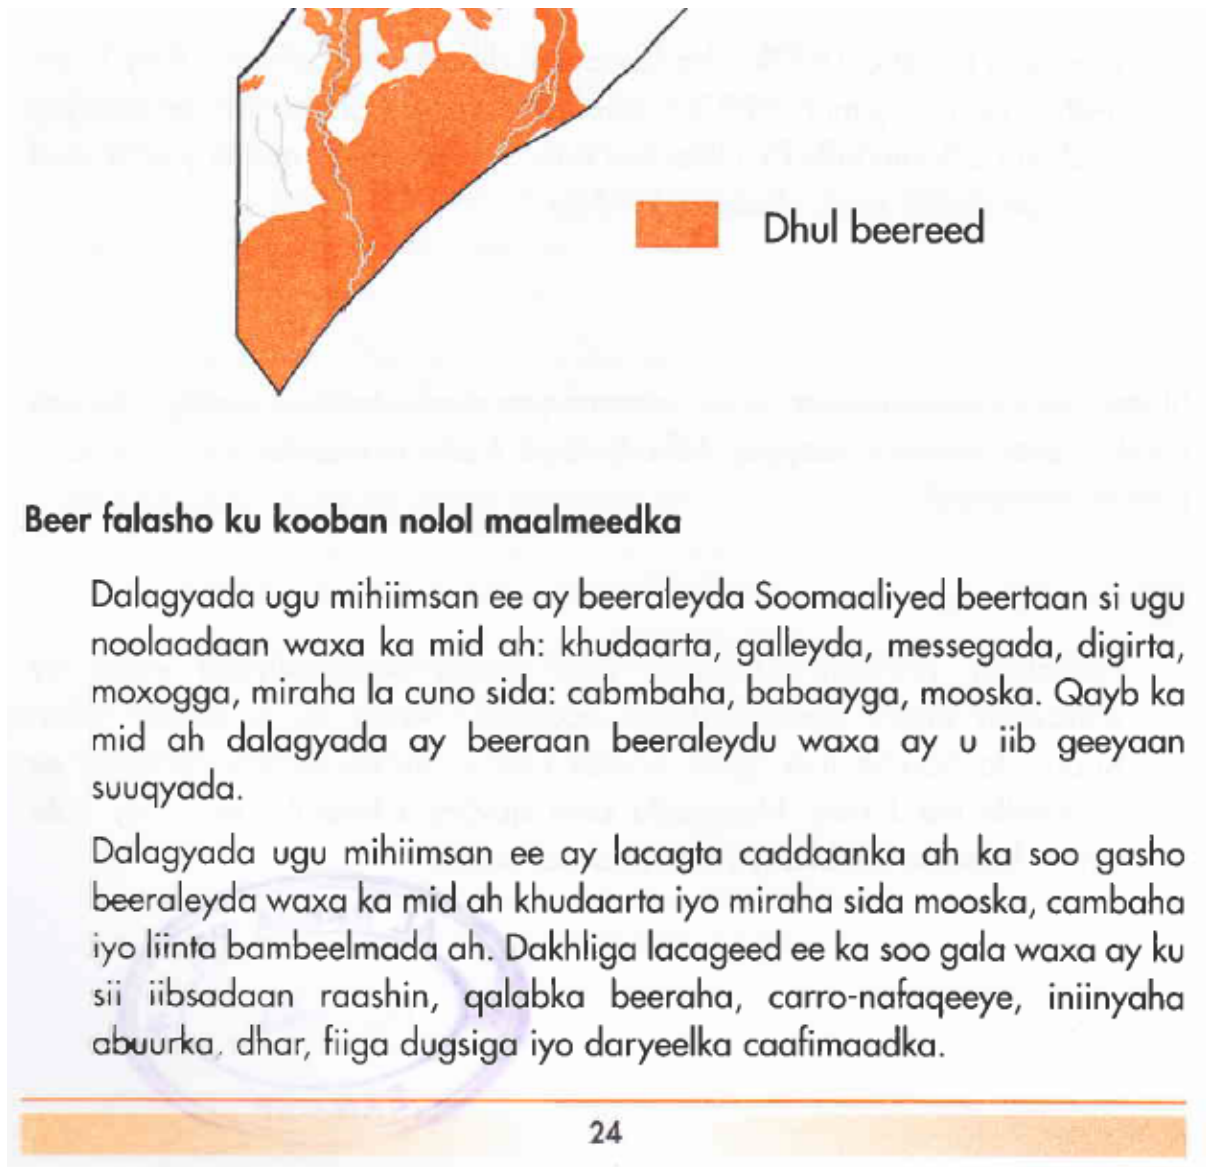 Dhul beereed
Beer falasho ku kooban nolol maalmeedka
Dalagyada ugu mihiimsan ee ay beeraleyda Soomaaliyed beertaan si ugu
noolaadaan waxa ka mid ah: khudaarta, galleyda, messegada, digirta,
moxogga, miraha la cuno sida: cabmbaha, babaayga, mooska. Qayb ka
mid ah dalagyada ay beeraan beeraleydu waxa ay u iib geeyaan
suuqyada.
Dalagyada ugu mihiimsan ee ay lacagta caddaanka ah ka soo gasho
beeraleyda waxa ka mid ah khudaarta iyo miraha sida mooska, cambaha
iyo liinta bambeelmada ah. Dakhliga lacageed ee ka soo gala waxa ay ku
sii iibsadaan raashin, qalabka beeraha, carro-nafaqeeye, iniinyaha
abuurka, dhar, fiiga dugsiga iyo daryeelka caafimaadka.
24